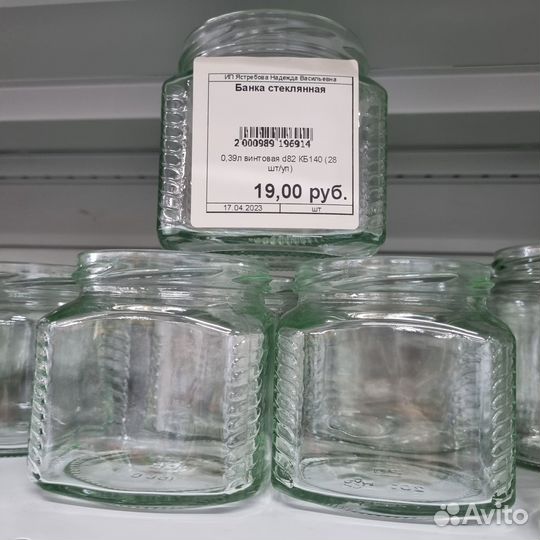 ИП Ястребова Надежда Васильевна
Банка стеклянная
2 000989 196914
0,39л винтовая d82 КБ140 (28
шт/уп)
19,00 руб.
17.04.2023 шт
Avito